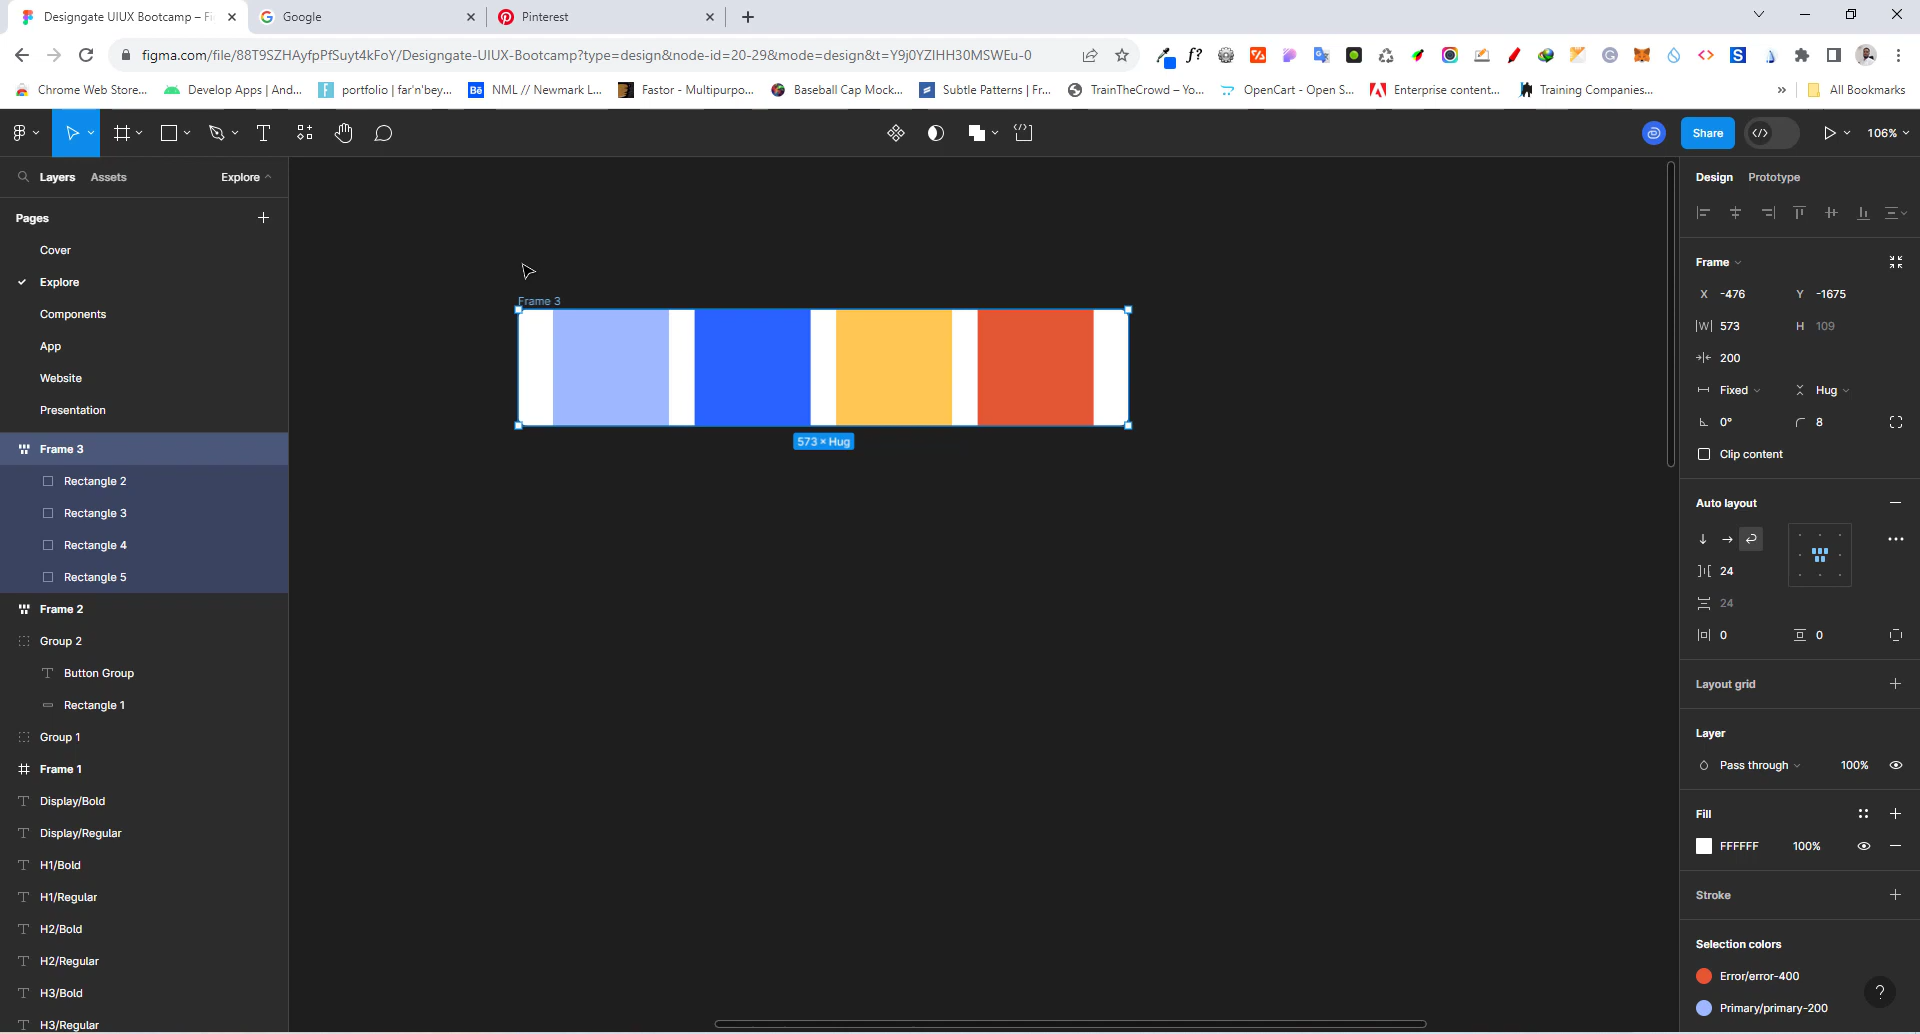 Designgate UIUX Bootcamp – Fi
Google
Pinterest
figma.com/file/88T9SZHAyfpPfSuyt4kFoY/Designgate-UIUX-Bootcamp?type=design&node-id=20-29&mode=design&t=Y9j0YZIHH30MSWEu-0
Chrome Web Store...
Develop Apps | And...
portfolio | far'n'bey...
NML // Newmark L...
Fastor - Multipurpo...
Baseball Cap Mock...
Subtle Patterns | Fr...
TrainTheCrowd – Yo...
OpenCart - Open S...
Enterprise content...
Training Companies...
»
All Bookmarks
Share
106%
Layers
Assets
Explore
Design
Prototype
Pages
Cover
Explore
Components
App
Website
Presentation
Frame 3
Rectangle 2
Rectangle 3
Rectangle 4
Rectangle 5
Frame 2
Group 2
Button Group
Rectangle 1
Group 1
Frame 1
Display/Bold
Display/Regular
H1/Bold
H1/Regular
H2/Bold
H2/Regular
H3/Bold
H3/Regular
Frame 3
573 × Hug
Frame
X -476
Y -1675
W 573
H 109
200
Fixed
Hug
0°
8
Clip content
Auto layout
24
24
0
0
Layout grid
Layer
Pass through
100%
Fill
FFFFFF
100%
Stroke
Selection colors
Error/error-400
Primary/primary-200
?